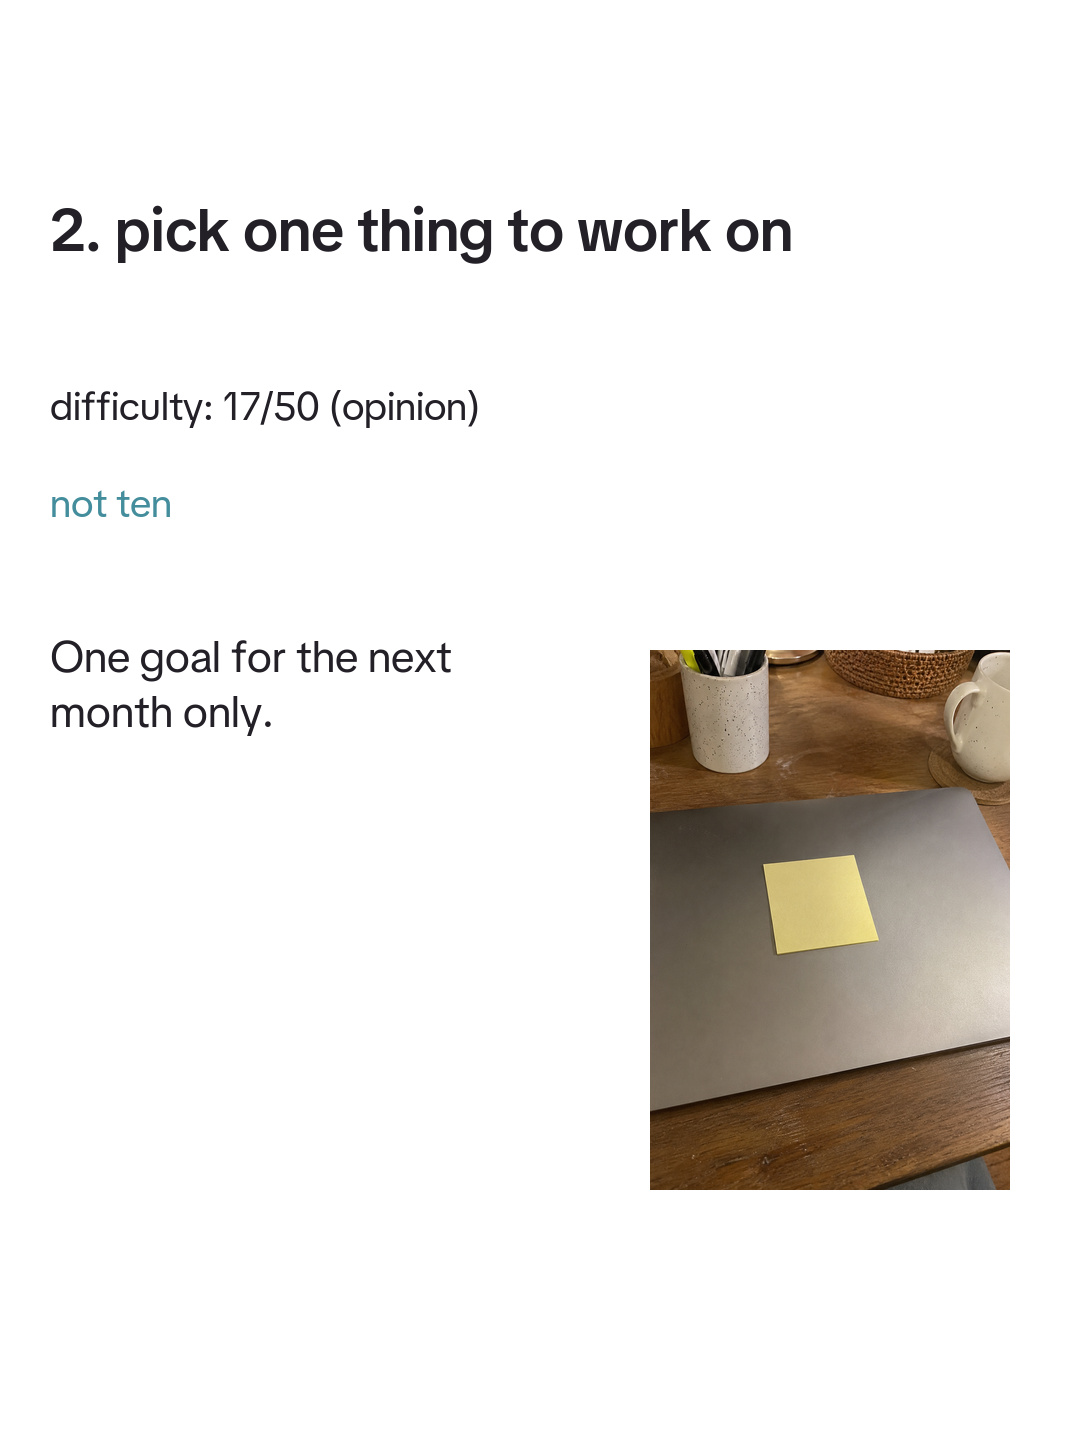 2. pick one thing to work on
difficulty: 17/50 (opinion)
not ten
One goal for the next
month only.